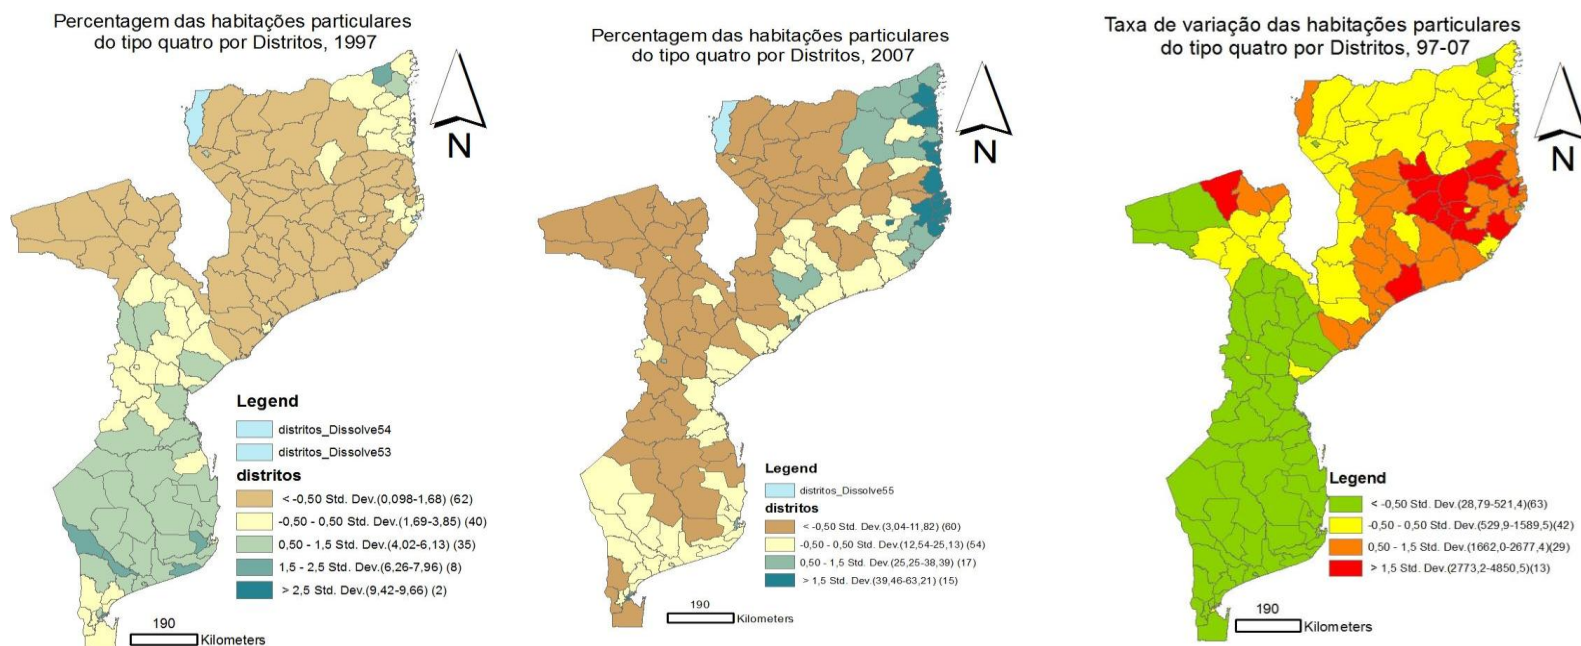 Percentagem das habitações particulares
do tipo quatro por Distritos, 1997
N
Legend
distritos_Dissolve54
distritos_Dissolve53
distritos
< -0,50 Std. Dev.(0,098-1,68) (62)
-0,50 - 0,50 Std. Dev.(1,69-3,85) (40)
0,50 - 1,5 Std. Dev.(4,02-6,13) (35)
1,5 - 2,5 Std. Dev.(6,26-7,96) (8)
> 2,5 Std. Dev.(9,42-9,66) (2)
190
Kilometers
Percentagem das habitações particulares
do tipo quatro por Distritos, 2007
N
Legend
distritos_Dissolve55
distritos
< -0,50 Std. Dev.(3,04-11,82) (60)
-0,50 - 0,50 Std. Dev.(12,54-25,13) (54)
0,50 - 1,5 Std. Dev.(25,25-38,39) (17)
> 1,5 Std. Dev.(39,46-63,21) (15)
190
Kilometers
Taxa de variação das habitações particulares
do tipo quatro por Distritos, 97-07
N
Legend
< -0,50 Std. Dev.(28,79-521,4)(63)
-0,50 - 0,50 Std. Dev.(529,9-1589,5)(42)
0,50 - 1,5 Std. Dev.(1662,0-2677,4)(29)
> 1,5 Std. Dev.(2773,2-4850,5)(13)
190
Kilometers